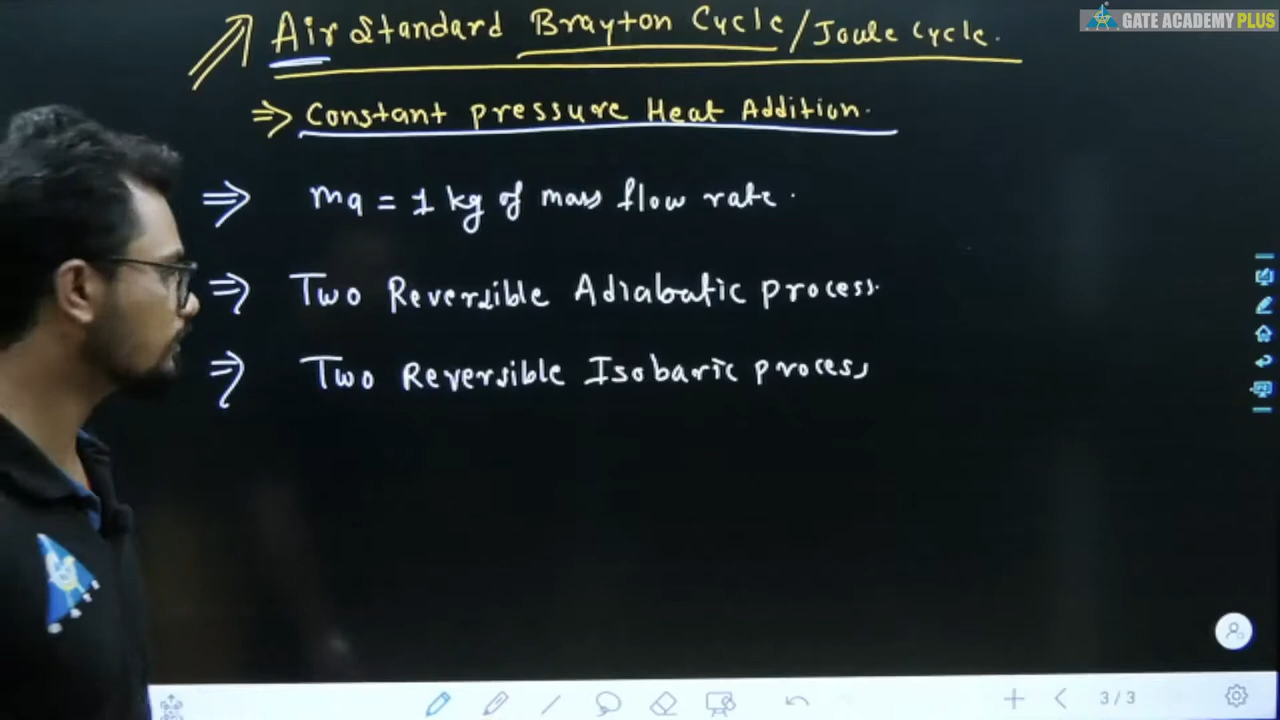 GATE ACADEMY PLUS
Air Standard Brayton Cycle / Joule Cycle.
⇒ Constant pressure Heat Addition.
⇒ ma = 1 kg of mass flow rate.
⇒ Two Reversible Adiabatic process.
⇒ Two Reversible Isobaric process
3/3